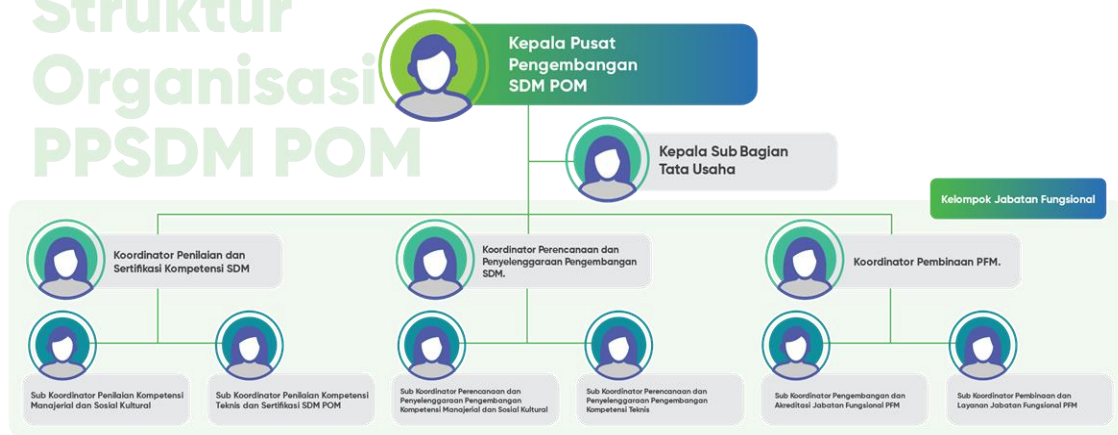 Struktur
Organisasi
PPSDM POM
Kepala Pusat
Pengembangan
SDM POM
Kepala Sub Bagian
Tata Usaha
Kelompok Jabatan Fungsional
Koordinator Penilaian dan
Sertifikasi Kompetensi SDM
Koordinator Perencanaan dan
Penyelenggaraan Pengembangan
SDM.
Koordinator Pembinaan PFM.
Sub Koordinator Penilaian Kompetensi
Manajerial dan Sosial Kultural
Sub Koordinator Penilaian Kompetensi
Teknis dan Sertifikasi SDM POM
Sub Koordinator Perencanaan dan
Penyelenggaraan Pengembangan
Kompetensi Manajerial dan Sosial Kultural
Sub Koordinator Perencanaan dan
Penyelenggaraan Pengembangan
Kompetensi Teknis
Sub Koordinator Pengembangan dan
Akreditasi Jabatan Fungsional PFM
Sub Koordinator Pembinaan dan
Layanan Jabatan Fungsional PFM